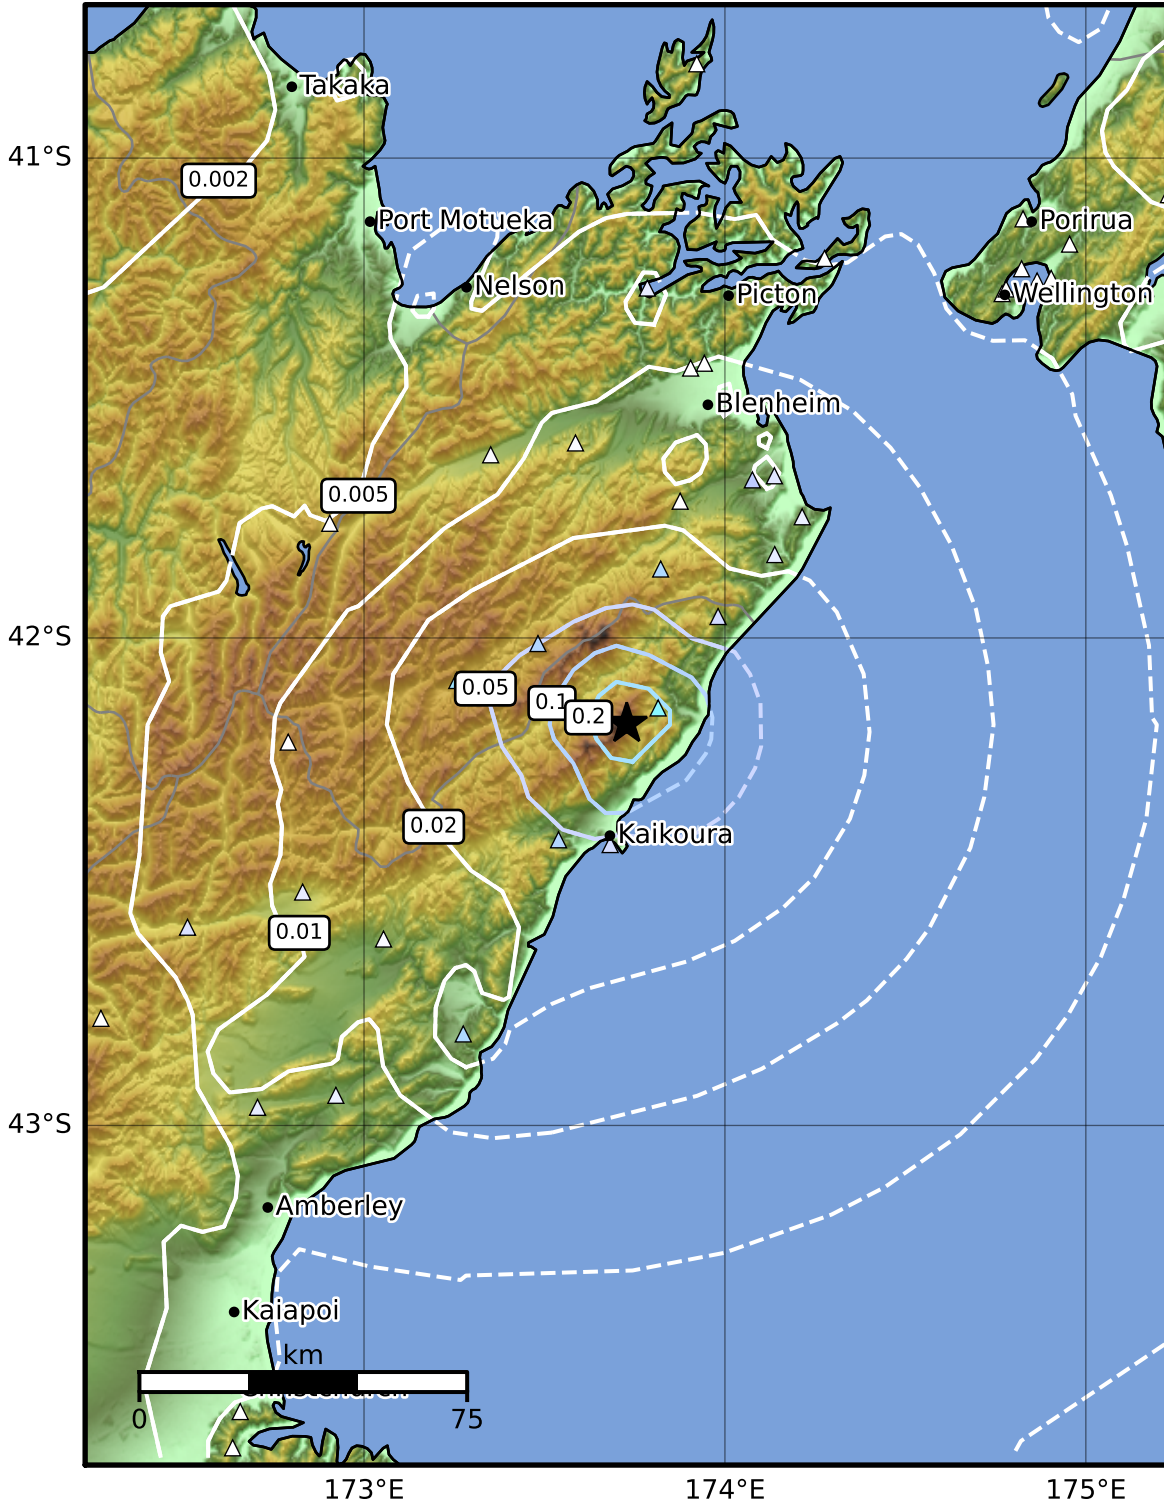 Takaka
41°S
0.002
Port Motueka
Porirua
Nelson
Picton
Wellington
Blenheim
0.005
42°S
0.05
0.1
0.2
0.02
Kaikoura
0.01
43°S
Amberley
Kaiapoi
km
0
75
173°E
174°E
175°E